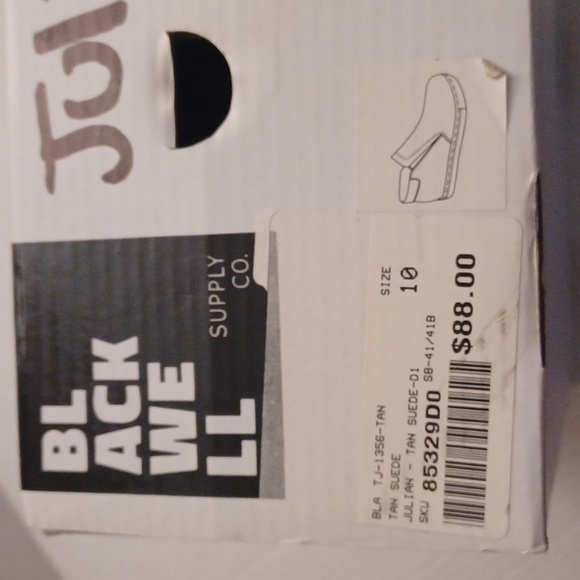 Jul
BL
ACK
WE
LL
SUPPLY
CO.
BLA TJ-1356-TAN
TAN SUEDE
JULIAN - TAN SUEDE-D1
SKU 85329D0 S8-41/41B
SIZE
10
$88.00